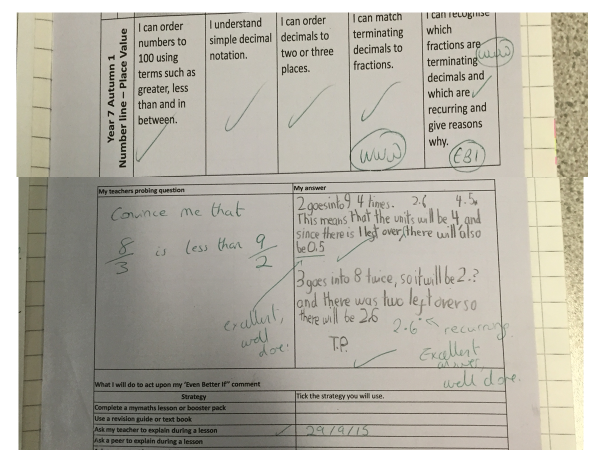 Year 7 Autumn 1
Number line – Place Value
I can order
numbers to
100 using
terms such as
greater, less
than and in
between.
I understand
simple decimal
notation.
I can order
decimals to
two or three
places.
I can match
terminating
decimals to
fractions.
WWW
I can recognise
which
fractions are
terminating
decimals and
which are
recurring and
give reasons
why.
WWW
EBI
My teachers probing question
Convince me that
8/3 is less than 9/2
excellent,
well
done.
My answer
2 goes into 9 4 times. 2.6 4.5
This means that the units will be 4 and
since there is 1 left over, there will also
be 0.5
3 goes into 8 twice, so it will be 2.?
and there was two left over so
there will be 2.6
2.6 recurring
T.P.
Excellent
answer,
well done.
What I will do to act upon my 'Even Better If" comment
Strategy
Tick the strategy you will use.
Complete a mymaths lesson or booster pack
Use a revision guide or text book
Ask my teacher to explain during a lesson
29/9/15
Ask a peer to explain during a lesson